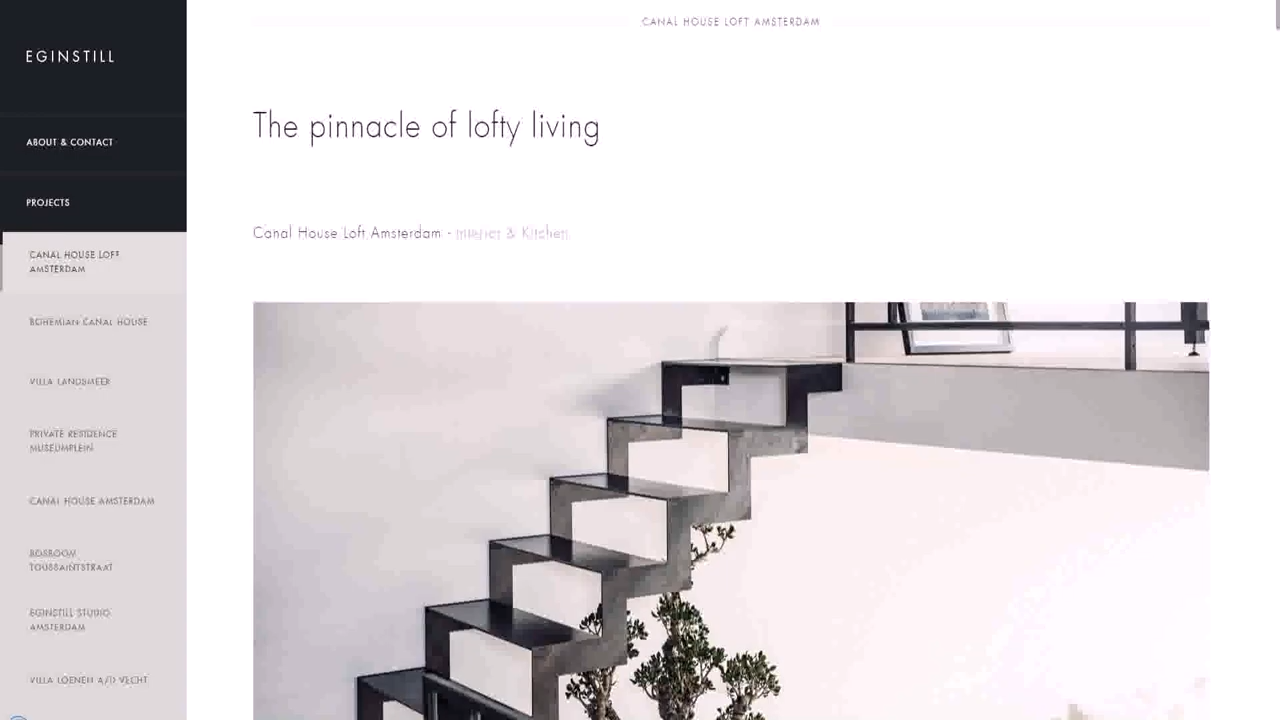 CANAL HOUSE LOFT AMSTERDAM
EGINSTILL
The pinnacle of lofty living
ABOUT & CONTACT
PROJECTS
Canal House Loft Amsterdam - Interior & Kitchen
CANAL HOUSE LOFT
AMSTERDAM
BOHEMIAN CANAL HOUSE
VILLA LANDSMEER
PRIVATE RESIDENCE
MUSEUMPLEIN
CANAL HOUSE AMSTERDAM
BOSBOOM
TOUSSAINTSTRAAT
EGINSTILL STUDIO
AMSTERDAM
VILLA LOENEN A/D VECHT